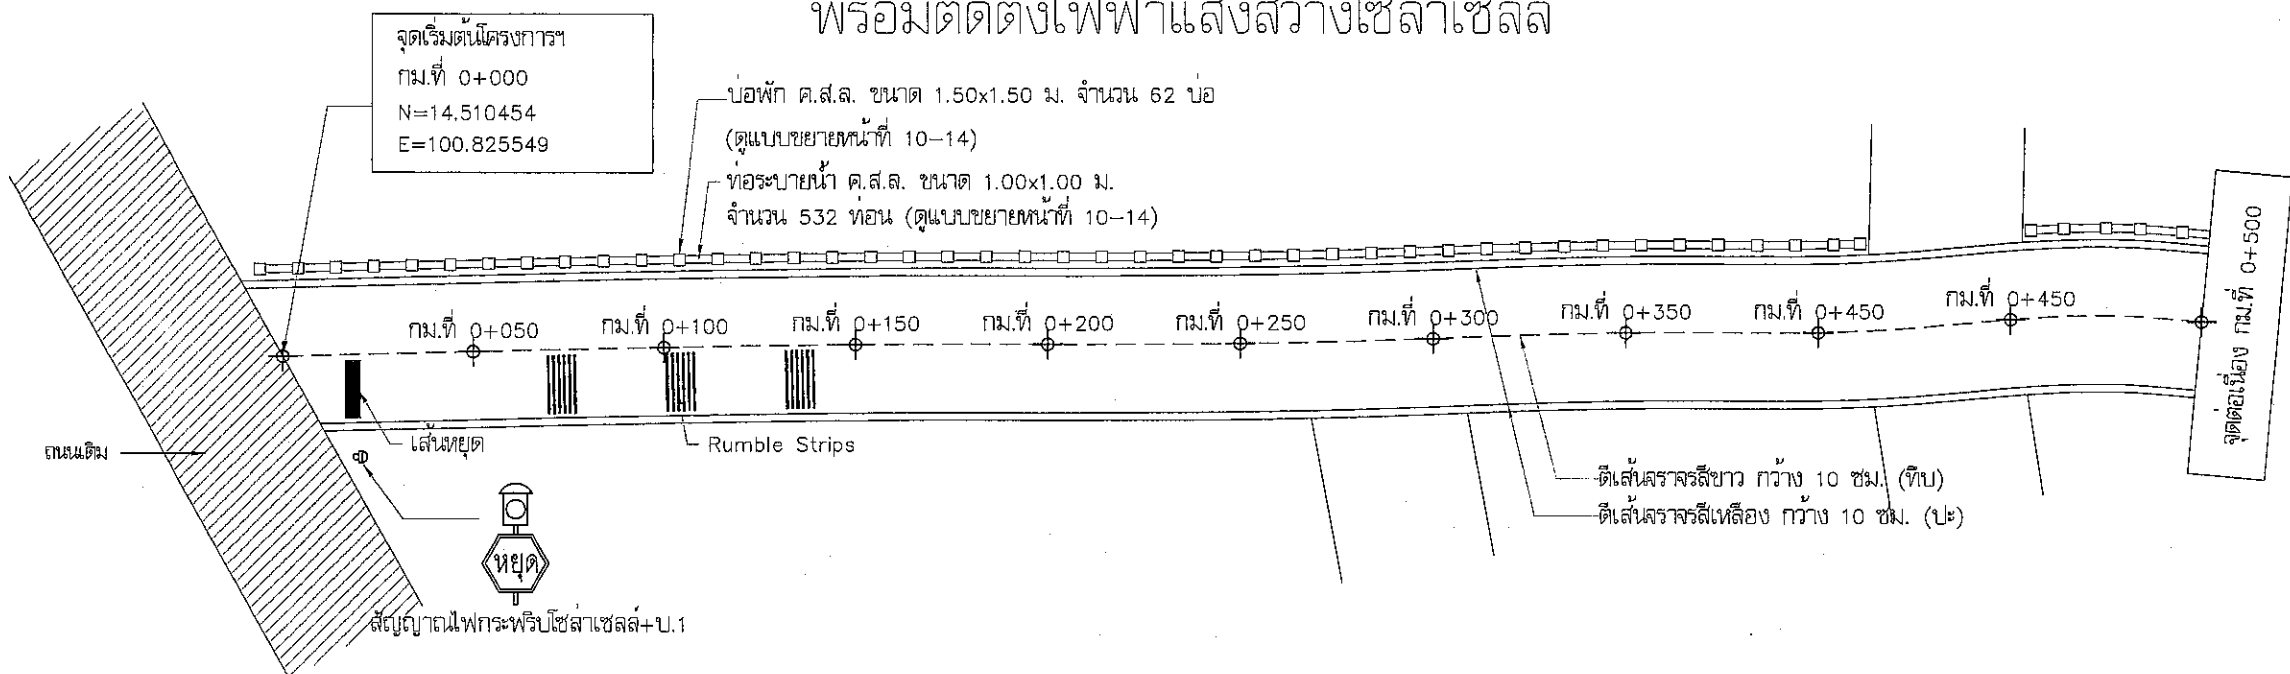 พร้อมติดตั้งไฟฟ้าแสงสว่างโซล่าเซลล์
จุดเริ่มต้นโครงการฯ
กม.ที่ 0+000
N=14.510454
E=100.825549
บ่อพัก ค.ส.ล. ขนาด 1.50x1.50 ม. จำนวน 62 บ่อ
(ดูแบบขยายหน้าที่ 10-14)
ท่อระบายน้ำ ค.ส.ล. ขนาด 1.00x1.00 ม.
จำนวน 532 ท่อน (ดูแบบขยายหน้าที่ 10-14)
กม.ที่ 0+050
กม.ที่ 0+100
กม.ที่ 0+150
กม.ที่ 0+200
กม.ที่ 0+250
กม.ที่ 0+300
กม.ที่ 0+350
กม.ที่ 0+450
กม.ที่ 0+450
จุดต่อเนื่อง กม.ที่ 0+500
ถนนเดิม
เส้นหยุด
Rumble Strips
ตีเส้นจราจรสีขาว กว้าง 10 ซม. (ทึบ)
ตีเส้นจราจรสีเหลือง กว้าง 10 ซม. (ปะ)
หยุด
สัญญาณไฟกระพริบโซล่าเซลล์+บ.1